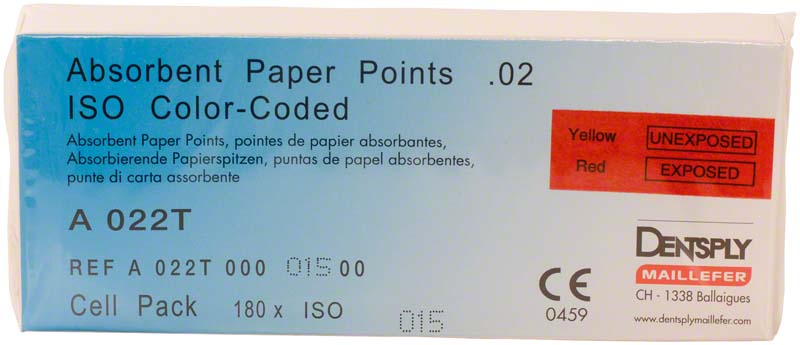 Absorbent Paper Points .02
ISO Color-Coded
Absorbent Paper Points, pointes de papier absorbantes,
Absorbierende Papierspitzen, puntas de papel absorbentes,
punte di carta assorbente
Yellow UNEXPOSED
Red EXPOSED
A 022T
REF A 022T 000 015 00
Cell Pack 180 x ISO 015
CE
0459
DENTSPLY
MAILLEFER
CH - 1338 Ballaigues
www.dentsplymaillefer.com